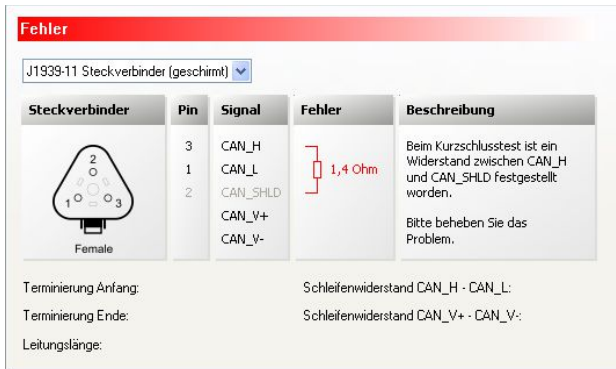 Fehler
J1939-11 Steckverbinder (geschirmt)
Steckverbinder Pin Signal Fehler Beschreibung
2
1 3
Female
3 CAN_H
1 CAN_L
2 CAN_SHLD
CAN_V+
CAN_V-
1,4 Ohm
Beim Kurzschlusstest ist ein
Widerstand zwischen CAN_H
und CAN_SHLD festgestellt
worden.
Bitte beheben Sie das
Problem.
Terminierung Anfang: Schleifenwiderstand CAN_H - CAN_L:
Terminierung Ende: Schleifenwiderstand CAN_V+ - CAN_V-:
Leitungslänge: